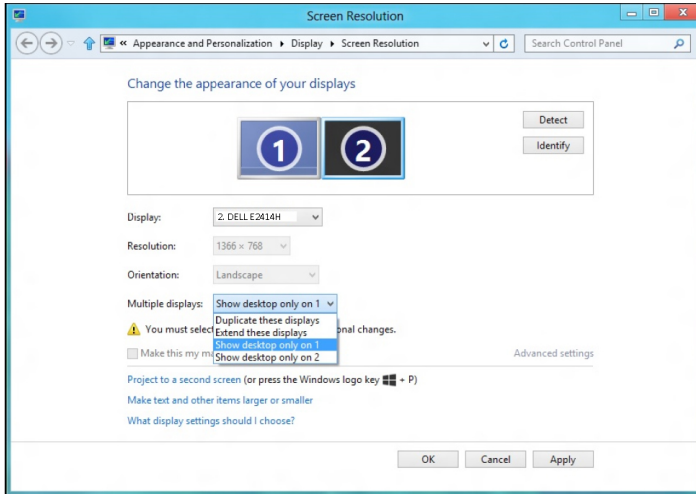 Screen Resolution
« Appearance and Personalization ▸ Display ▸ Screen Resolution
Search Control Panel
Change the appearance of your displays
1 2
Detect
Identify
Display: 2. DELL E2414H
Resolution: 1366 × 768
Orientation: Landscape
Multiple displays: Show desktop only on 1
Duplicate these displays
Extend these displays
Show desktop only on 1
Show desktop only on 2
You must select onal changes.
Make this my m
Advanced settings
Project to a second screen (or press the Windows logo key + P)
Make text and other items larger or smaller
What display settings should I choose?
OK Cancel Apply